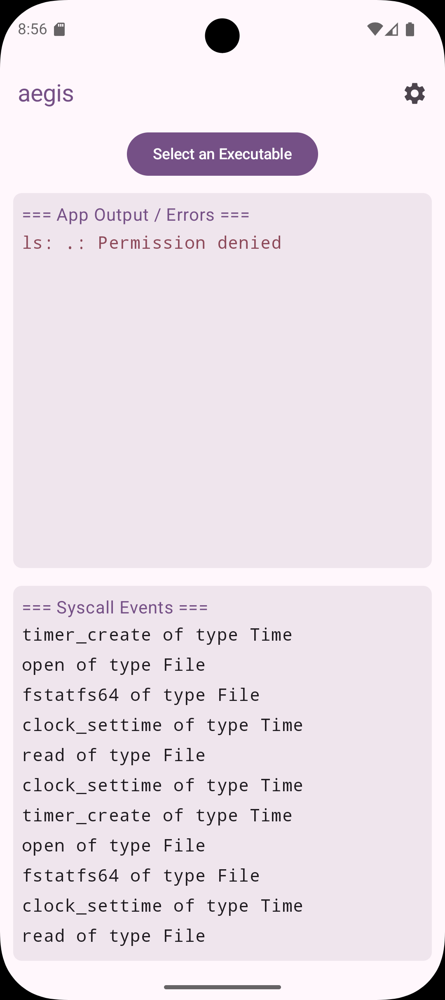 8:56
aegis
Select an Executable
=== App Output / Errors ===
ls: .: Permission denied
=== Syscall Events ===
timer_create of type Time
open of type File
fstatfs64 of type File
clock_settime of type Time
read of type File
clock_settime of type Time
timer_create of type Time
open of type File
fstatfs64 of type File
clock_settime of type Time
read of type File